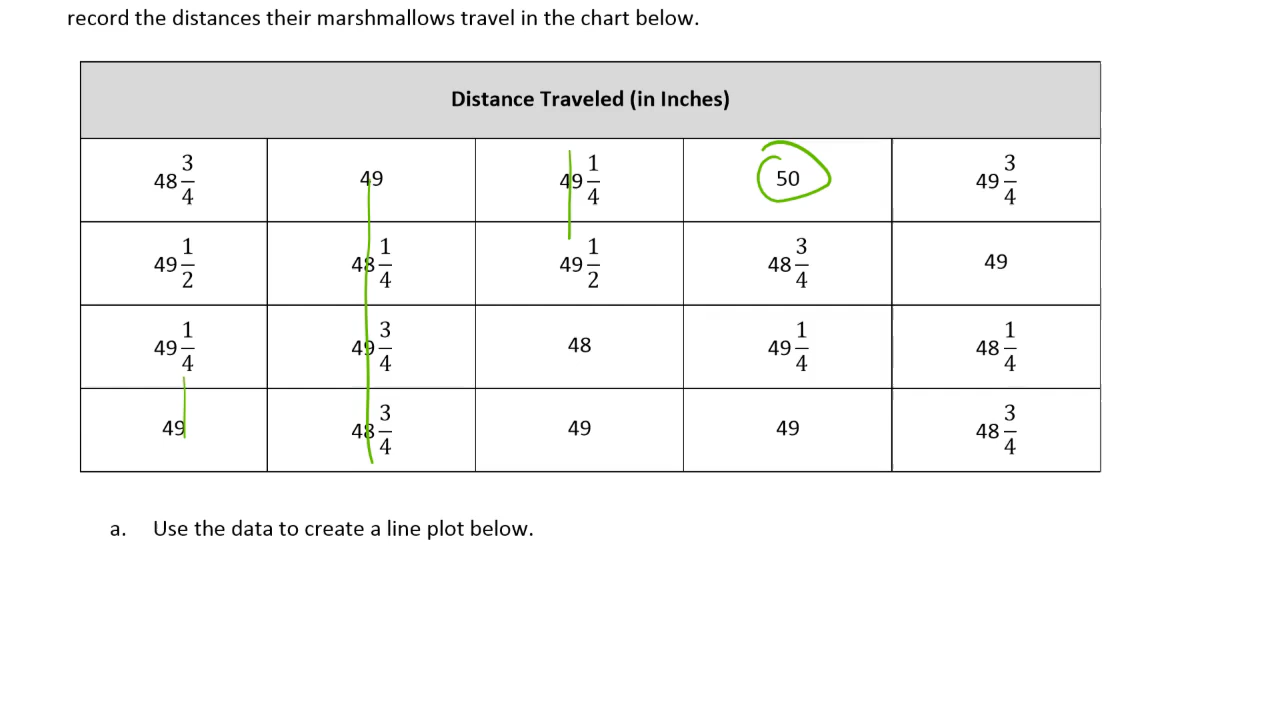 record the distances their marshmallows travel in the chart below.
Distance Traveled (in Inches)
48 3/4 49 49 1/4 50 49 3/4
49 1/2 48 1/4 49 1/2 48 3/4 49
49 1/4 49 3/4 48 49 1/4 48 1/4
49 48 3/4 49 49 48 3/4
a. Use the data to create a line plot below.